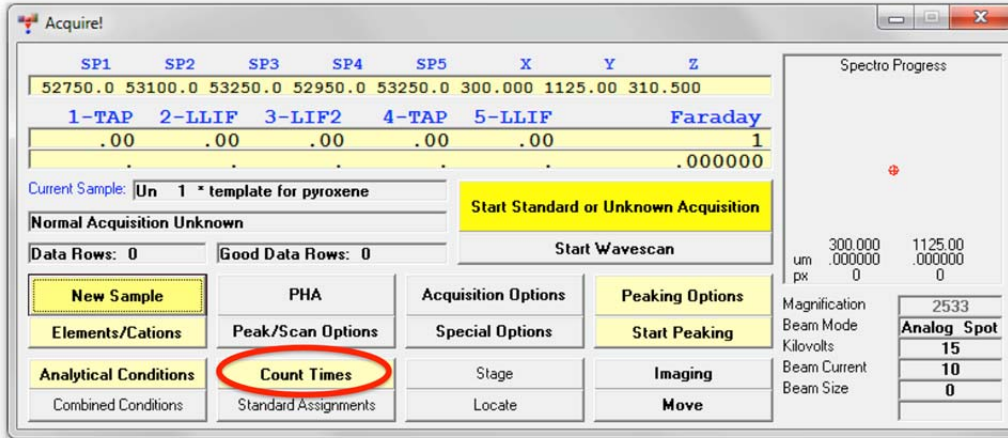 Acquire!
SP1 SP2 SP3 SP4 SP5 X Y Z
52750.0 53100.0 53250.0 52950.0 53250.0 300.000 1125.00 310.500
1-TAP 2-LLIF 3-LIF2 4-TAP 5-LLIF Faraday
.00 .00 .00 .00 .00 1
. . . . . .000000
Current Sample: Un 1 * template for pyroxene
Normal Acquisition Unknown
Data Rows: 0 Good Data Rows: 0
Start Standard or Unknown Acquisition
Start Wavescan
New Sample PHA Acquisition Options Peaking Options
Elements/Cations Peak/Scan Options Special Options Start Peaking
Analytical Conditions Count Times Stage Imaging
Combined Conditions Standard Assignments Locate Move
Spectro Progress
300.000 1125.00
um .000000 .000000
px 0 0
Magnification 2533
Beam Mode Analog Spot
Kilovolts 15
Beam Current 10
Beam Size 0